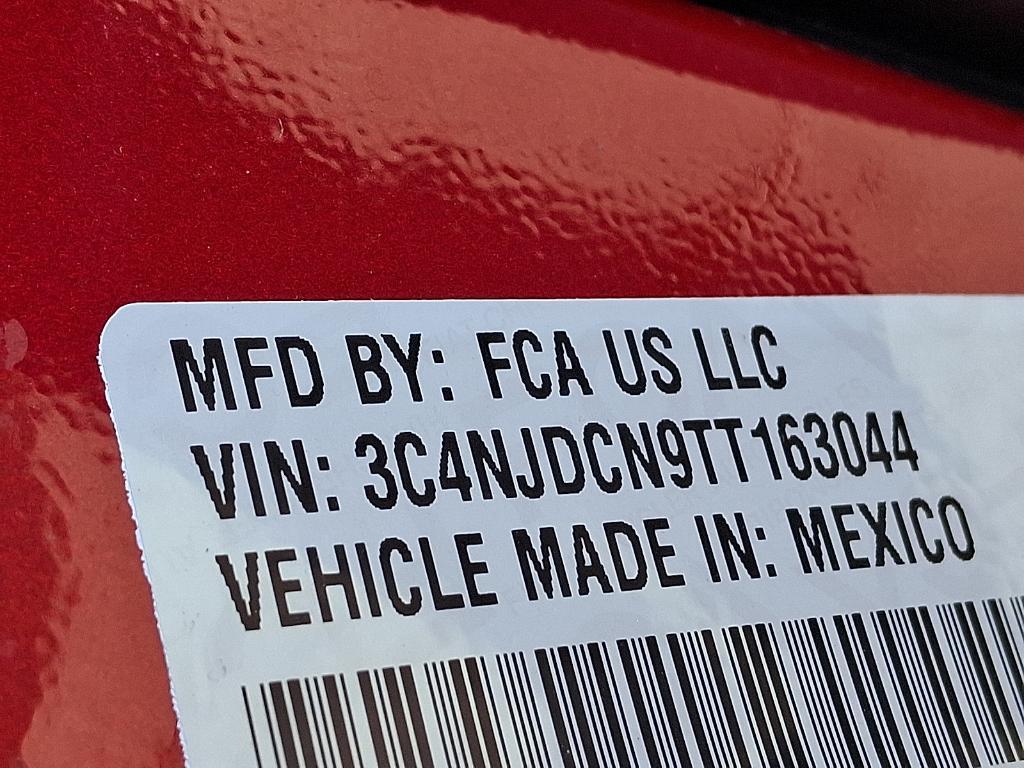 MFD BY: FCA US LLC
VIN: 3C4NJDCN9TT163044
VEHICLE MADE IN: MEXICO